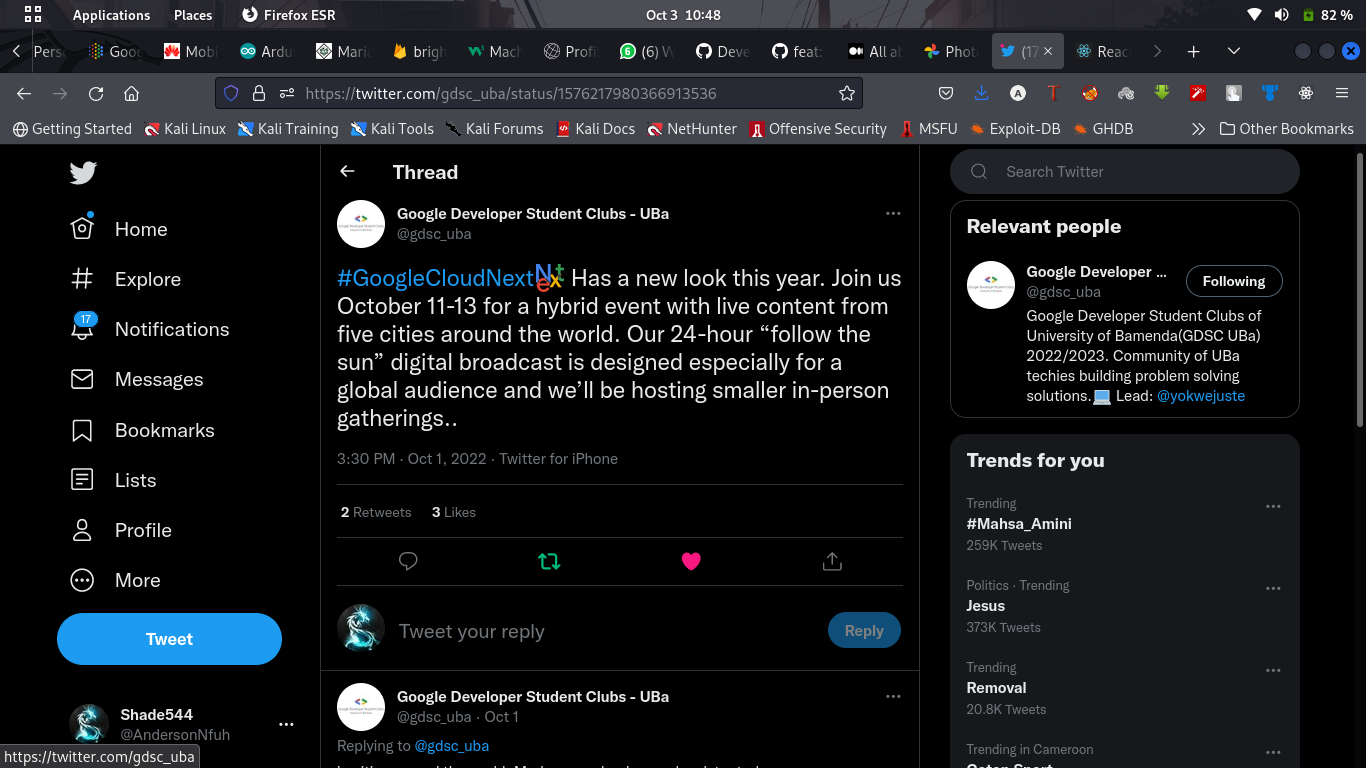 Applications Places Firefox ESR Oct 3 10:48 82 %
Pers Goo Mobi Ardu Maria brigh Mach Profi (6) W Deve feat: All a Phot (17 Reac
https://twitter.com/gdsc_uba/status/1576217980366913536
Getting Started Kali Linux Kali Training Kali Tools Kali Forums Kali Docs NetHunter Offensive Security MSFU Exploit-DB GHDB Other Bookmarks
Home
Explore
17
Notifications
Messages
Bookmarks
Lists
Profile
More
Tweet
Shade544
@AndersonNfuh
https://twitter.com/gdsc_uba
Thread
Google Developer Student Clubs - UBa
@gdsc_uba
#GoogleCloudNext Next Has a new look this year. Join us
October 11-13 for a hybrid event with live content from
five cities around the world. Our 24-hour “follow the
sun” digital broadcast is designed especially for a
global audience and we’ll be hosting smaller in-person
gatherings..
3:30 PM · Oct 1, 2022 · Twitter for iPhone
2 Retweets 3 Likes
Tweet your reply
Reply
Google Developer Student Clubs - UBa
@gdsc_uba · Oct 1
Replying to @gdsc_uba
Search Twitter
Relevant people
Google Developer ...
@gdsc_uba
Following
Google Developer Student Clubs of
University of Bamenda(GDSC UBa)
2022/2023. Community of UBa
techies building problem solving
solutions. Lead: @yokwejuste
Trends for you
Trending
#Mahsa_Amini
259K Tweets
Politics · Trending
Jesus
373K Tweets
Trending
Removal
20.8K Tweets
Trending in Cameroon